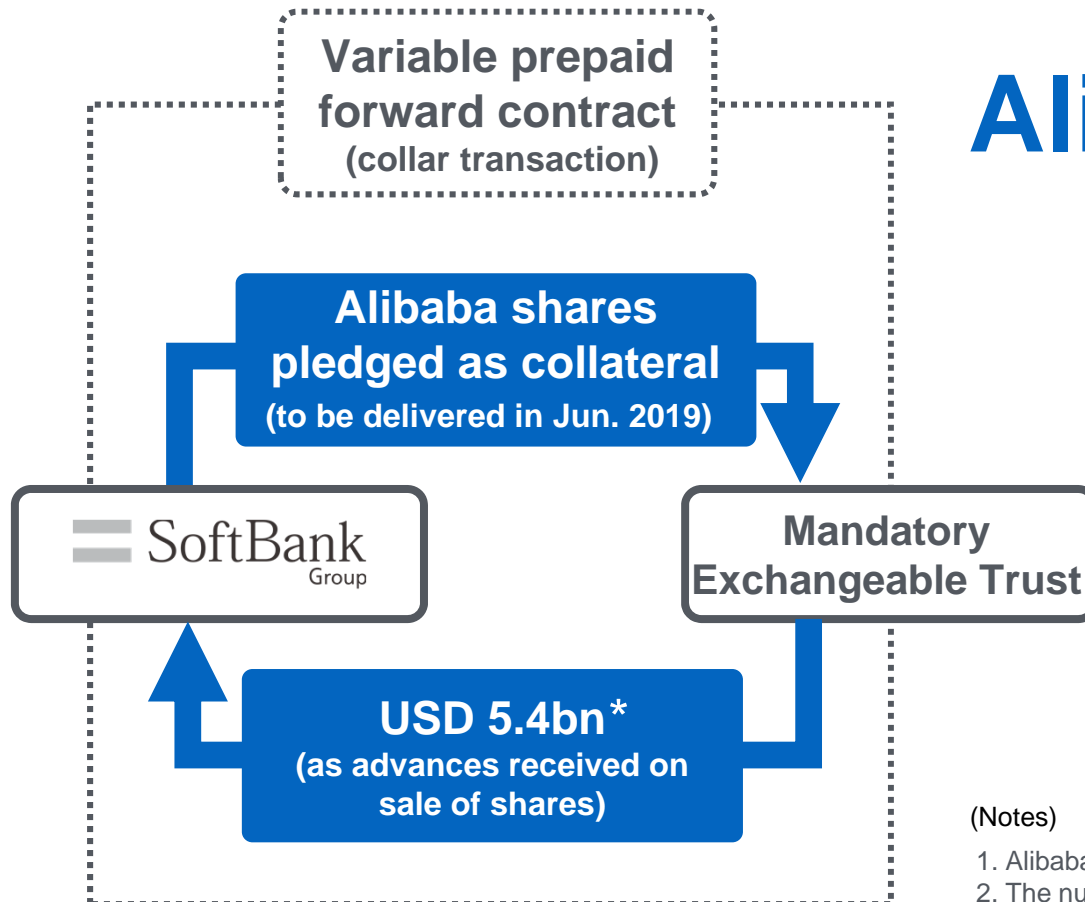 Variable prepaid
forward contract
(collar transaction)
Ali
Alibaba shares
pledged as collateral
(to be delivered in Jun. 2019)
SoftBank
Group
Mandatory
Exchangeable Trust
USD 5.4bn*
(as advances received on
sale of shares)
(Notes)
1. Alibaba
2. The nu